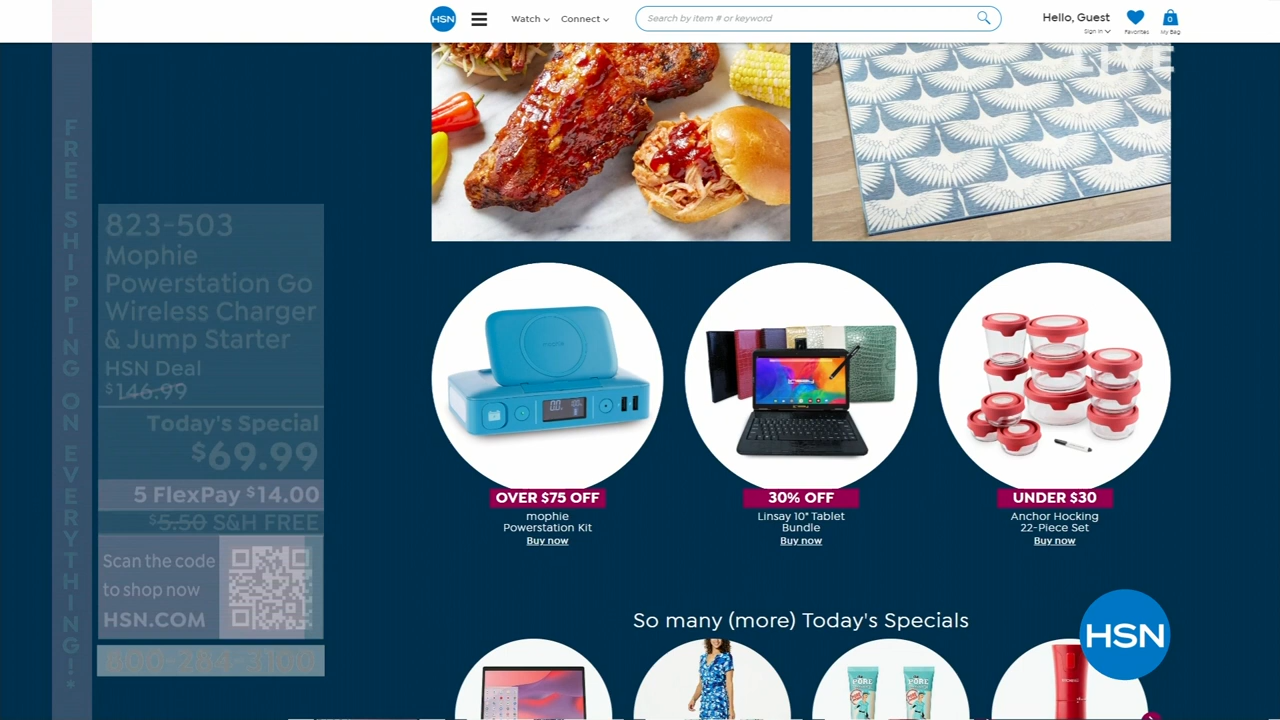 HSN
Watch
Connect
Search by item # or keyword
Hello, Guest
Sign in
Favorites
0
My Bag
LIVE
FREE SHIPPING ON EVERYTHING!*
823-503
Mophie
Powerstation Go
Wireless Charger
& Jump Starter
HSN Deal
$146.99
Today's Special
$69.99
5 FlexPay $14.00
$5.50 S&H FREE
Scan the code
to shop now
HSN.COM
800-284-3100
OVER $75 OFF
mophie
Powerstation Kit
Buy now
30% OFF
Linsay 10" Tablet
Bundle
Buy now
UNDER $30
Anchor Hocking
22-Piece Set
Buy now
So many (more) Today's Specials
HSN